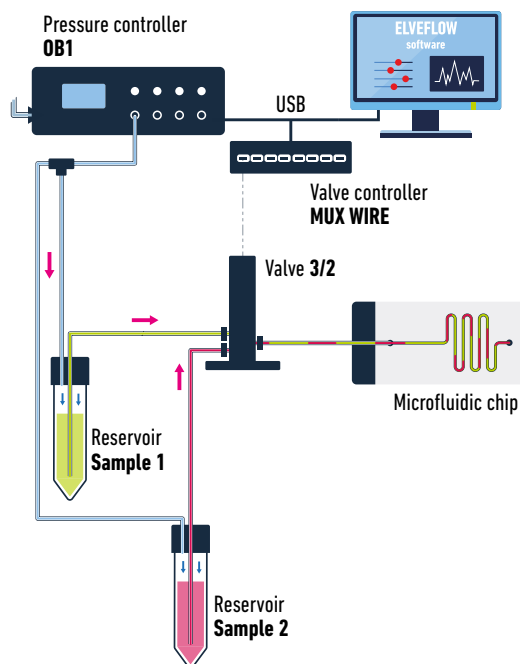 Pressure controller
OB1
ELVEFLOW
software
USB
Valve controller
MUX WIRE
Valve 3/2
Microfluidic chip
Reservoir
Sample 1
Reservoir
Sample 2